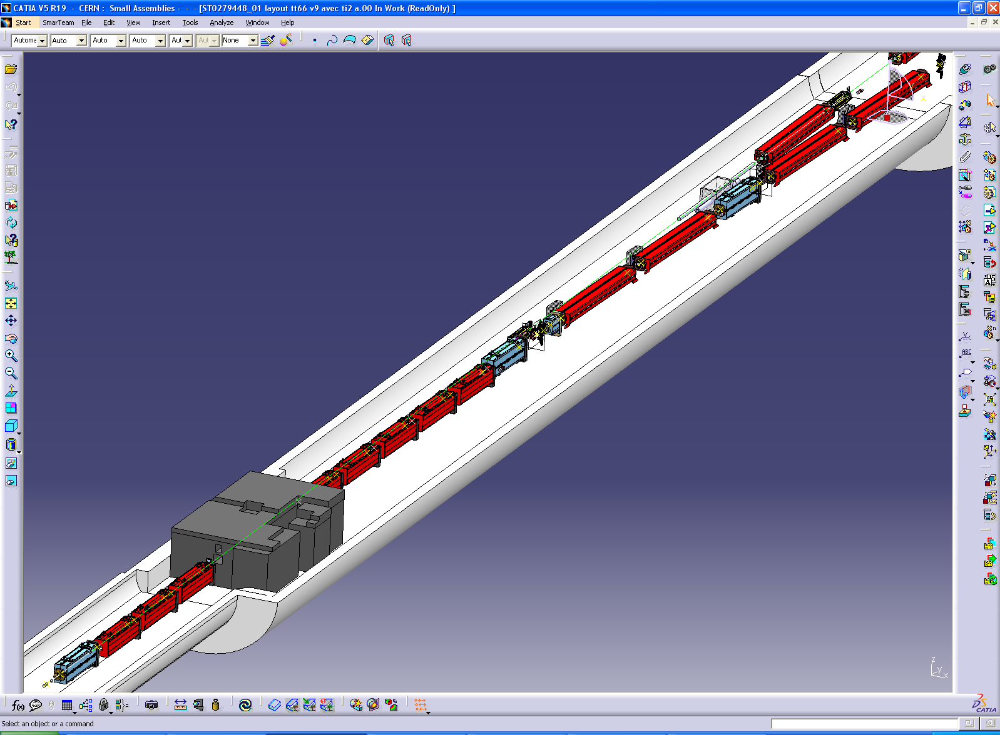 CATIA V5 R19 - CERN : Small Assemblies - - - [ST0279448_01 layout tt66 v9 avec ti2 a.00 In Work (ReadOnly) ]
Start SmarTeam File Edit View Insert Tools Analyze Window Help
Automa Auto Auto Auto Aut Aut None
ABC
z
y
x
f(x)
CATIA
Select an object or a command